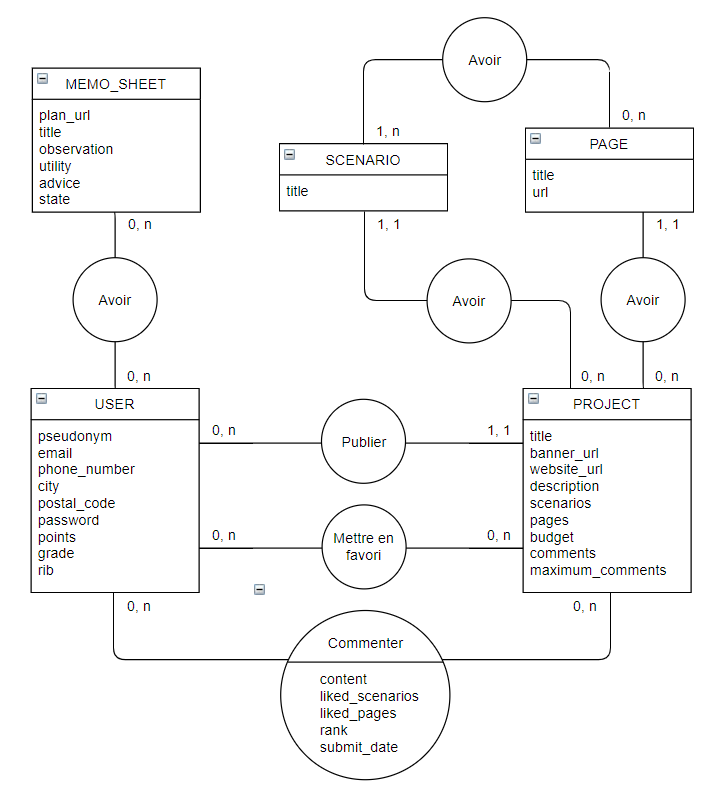 Avoir
MEMO_SHEET
plan_url
title
observation
utility
advice
state
0, n
1, n
SCENARIO
title
1, 1
0, n
PAGE
title
url
1, 1
Avoir
Avoir
Avoir
0, n
0, n
0, n
USER
pseudonym
email
phone_number
city
postal_code
password
points
grade
rib
0, n
Publier
1, 1
0, n
Mettre en
favori
0, n
PROJECT
title
banner_url
website_url
description
scenarios
pages
budget
comments
maximum_comments
0, n
0, n
Commenter
content
liked_scenarios
liked_pages
rank
submit_date